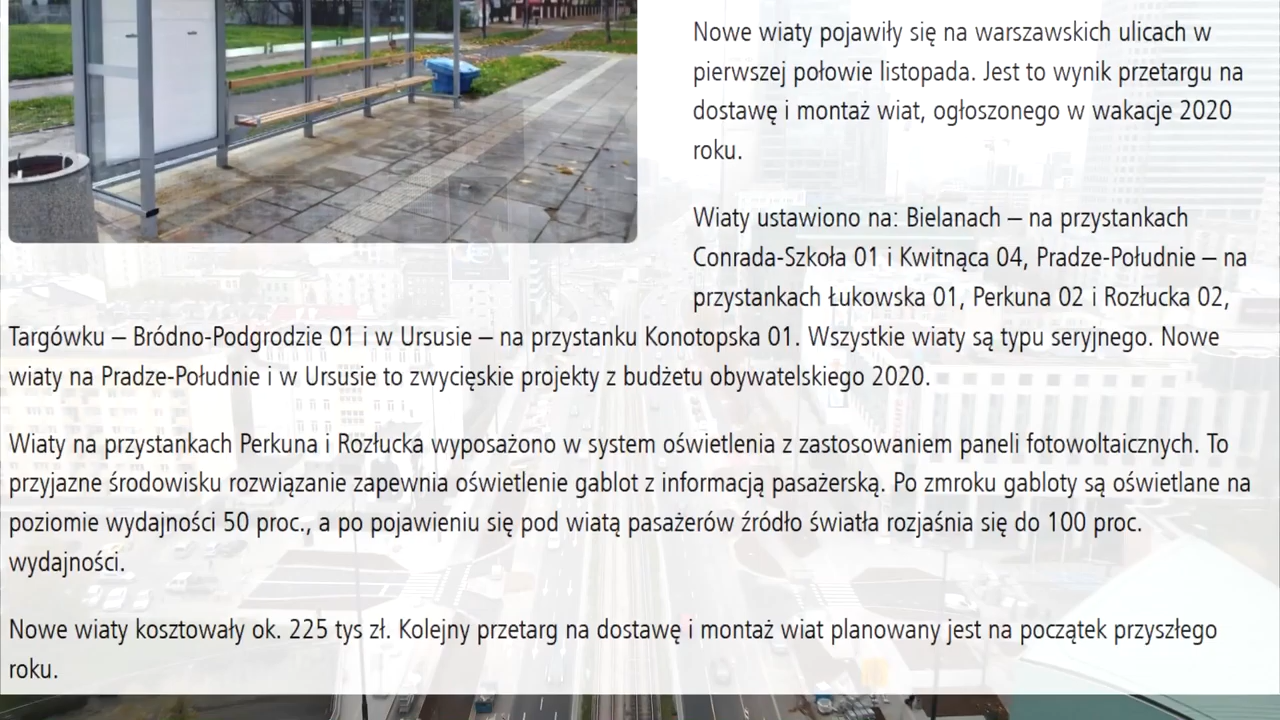 Nowe wiaty pojawiły się na warszawskich ulicach w
pierwszej połowie listopada. Jest to wynik przetargu na
dostawę i montaż wiat, ogłoszonego w wakacje 2020
roku.
Wiaty ustawiono na: Bielanach – na przystankach
Conrada-Szkoła 01 i Kwitnąca 04, Pradze-Południe – na
przystankach Łukowska 01, Perkuna 02 i Rozłucka 02,
Targówku – Bródno-Podgrodzie 01 i w Ursusie – na przystanku Konotopska 01. Wszystkie wiaty są typu seryjnego. Nowe
wiaty na Pradze-Południe i w Ursusie to zwycięskie projekty z budżetu obywatelskiego 2020.
Wiaty na przystankach Perkuna i Rozłucka wyposażono w system oświetlenia z zastosowaniem paneli fotowoltaicznych. To
przyjazne środowisku rozwiązanie zapewnia oświetlenie gablot z informacją pasażerską. Po zmroku gabloty są oświetlane na
poziomie wydajności 50 proc., a po pojawieniu się pod wiatą pasażerów źródło światła rozjaśnia się do 100 proc.
wydajności.
Nowe wiaty kosztowały ok. 225 tys zł. Kolejny przetarg na dostawę i montaż wiat planowany jest na początek przyszłego
roku.